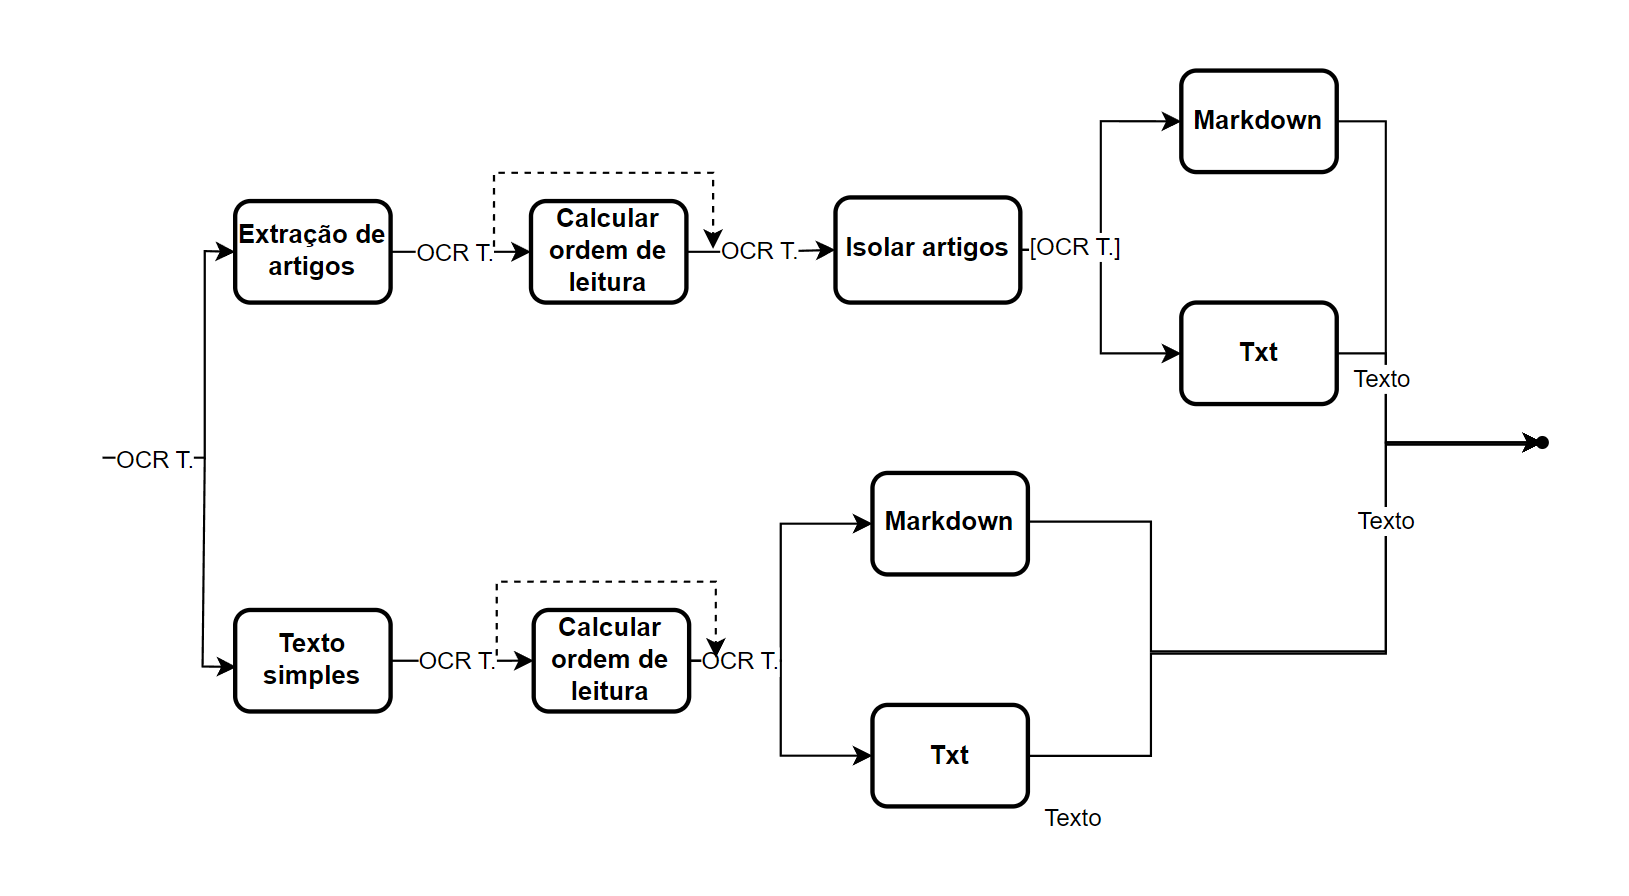 Markdown
Extração de
artigos
OCR T.
Calcular
ordem de
leitura
OCR T.
Isolar artigos
[OCR T.]
Txt
Texto
OCR T.
Texto
Markdown
Texto
simples
OCR T.
Calcular
ordem de
leitura
OCR T.
Txt
Texto